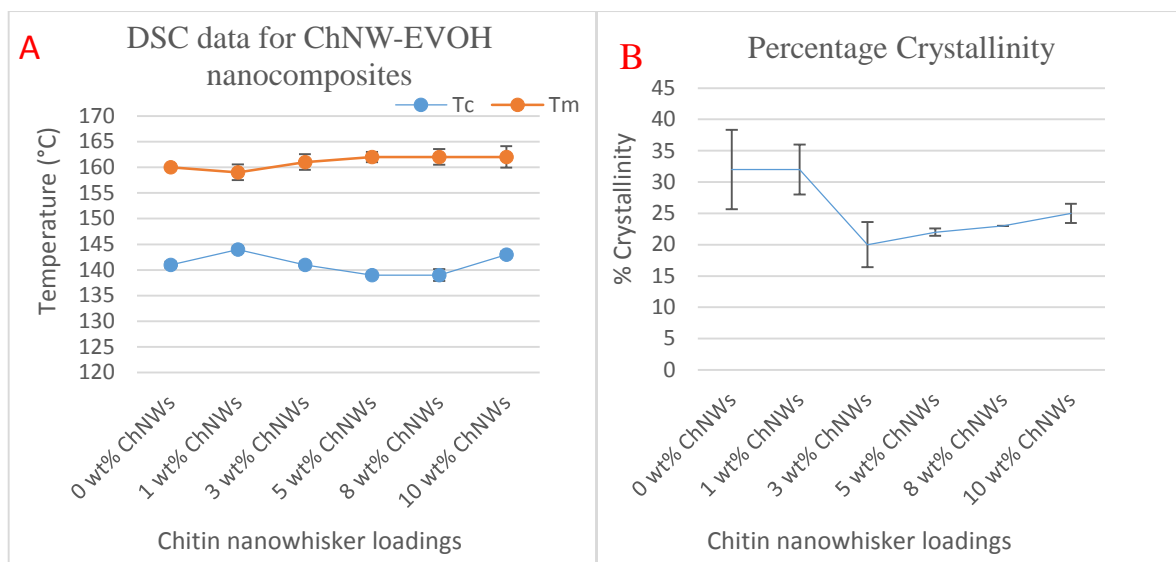 A
DSC data for ChNW-EVOH
nanocomposites
Tc
Tm
Temperature (°C)
170
165
160
155
150
145
140
135
130
125
120
0 wt% ChNWs
1 wt% ChNWs
3 wt% ChNWs
5 wt% ChNWs
8 wt% ChNWs
10 wt% ChNWs
Chitin nanowhisker loadings
B
Percentage Crystallinity
% Crystallinity
45
40
35
30
25
20
15
10
5
0
0 wt% ChNWs
1 wt% ChNWs
3 wt% ChNWs
5 wt% ChNWs
8 wt% ChNWs
10 wt% ChNWs
Chitin nanowhisker loadings